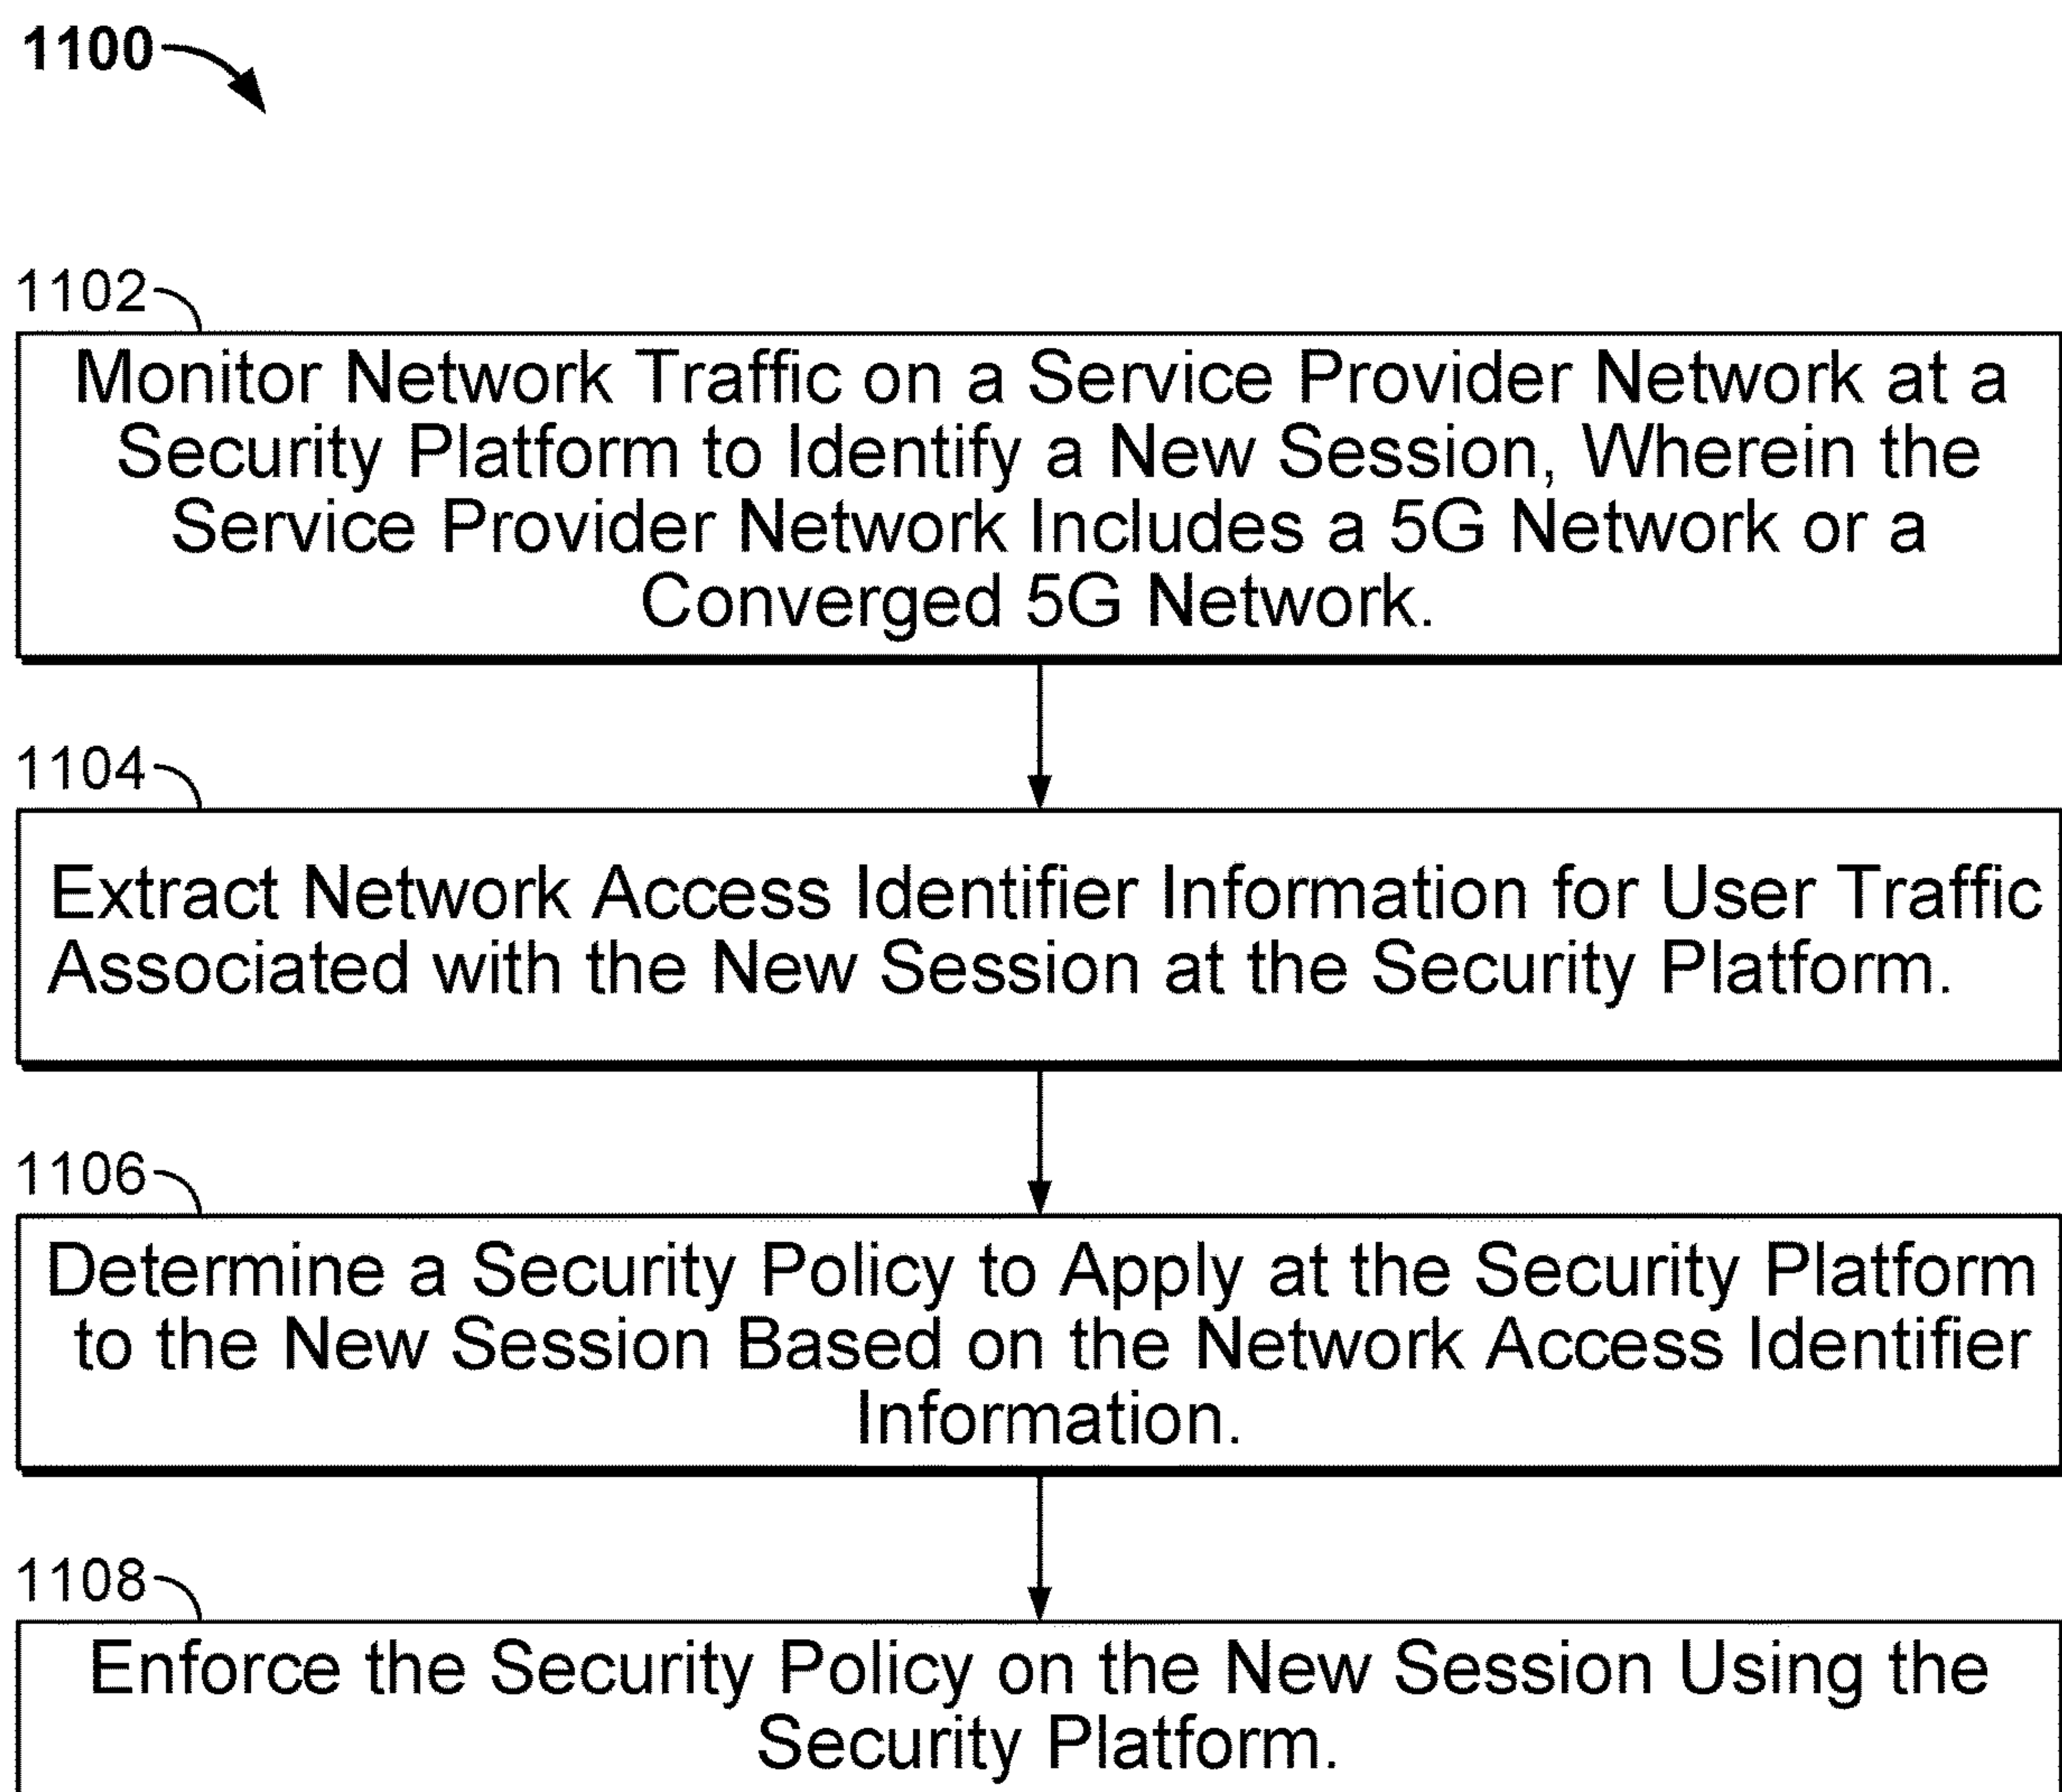 1100
1102
Monitor Network Traffic on a Service Provider Network at a
Security Platform to Identify a New Session, Wherein the
Service Provider Network Includes a 5G Network or a
Converged 5G Network.
1104
Extract Network Access Identifier Information for User Traffic
Associated with the New Session at the Security Platform.
1106
Determine a Security Policy to Apply at the Security Platform
to the New Session Based on the Network Access Identifier
Information.
1108
Enforce the Security Policy on the New Session Using the
Security Platform.